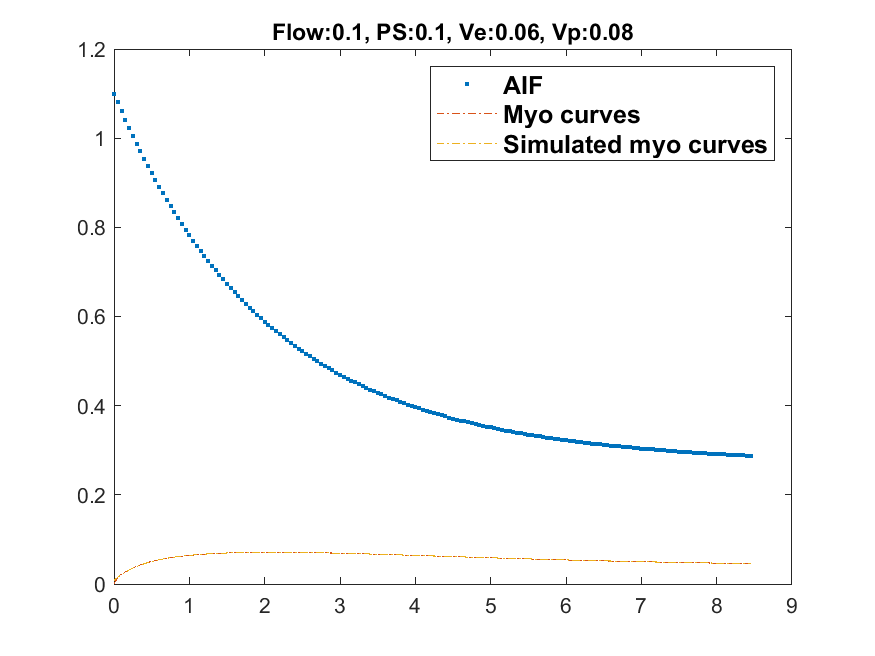 Flow:0.1, PS:0.1, Ve:0.06, Vp:0.08
1.2
AIF
Myo curves
Simulated myo curves
1
0.8
0.6
0.4
0.2
0
0 1 2 3 4 5 6 7 8 9